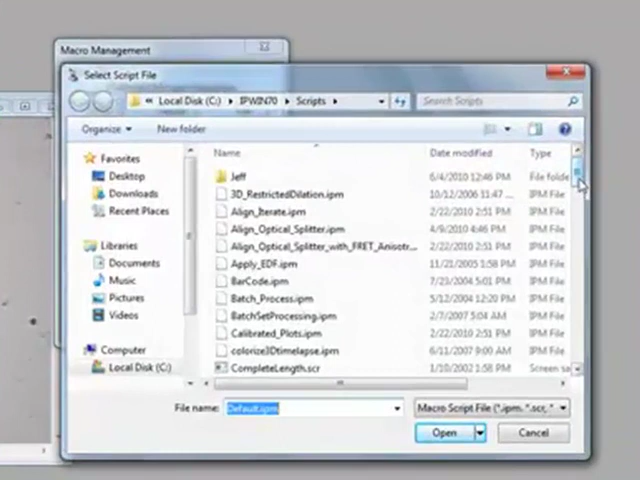 Macro Management
Select Script File
« Local Disk (C:) ▸ IPWIN70 ▸ Scripts ▸
Search Scripts
Organize
New folder
Name
Date modified
Type
Favorites
Desktop
Downloads
Recent Places
Libraries
Documents
Music
Pictures
Videos
Computer
Local Disk (C:)
Jeff 6/4/2010 12:46 PM File folde
3D_RestrictedDilation.ipm 10/12/2006 11:47 ... IPM File
Align_Iterate.ipm 2/22/2010 2:51 PM IPM File
Align_Optical_Splitter.ipm 4/9/2010 4:46 PM IPM File
Align_Optical_Splitter_with_FRET_Anisotr... 2/22/2010 2:51 PM IPM File
Apply_EDF.ipm 11/21/2005 1:58 PM IPM File
BarCode.ipm 7/23/2004 5:01 PM IPM File
Batch_Process.ipm 5/12/2004 12:20 PM IPM File
BatchSetProcessing.ipm 2/7/2007 5:04 AM IPM File
Calibrated_Plots.ipm 2/22/2010 2:51 PM IPM File
colorize3Dtimelapse.ipm 6/11/2007 9:00 AM IPM File
CompleteLength.scr 1/10/2002 1:58 PM Screen sa
File name:
Default.ipm
Macro Script File (*.ipm, *.scr, *
Open
Cancel